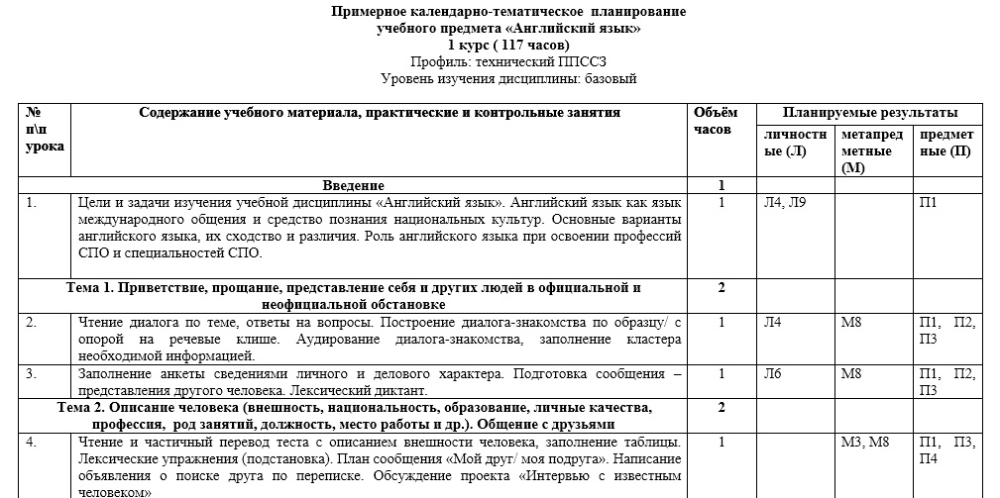 Примерное календарно-тематическое планирование
учебного предмета «Английский язык»
1 курс ( 117 часов)
Профиль: технический ППССЗ
Уровень изучения дисциплины: базовый
№ п\п урока
Содержание учебного материала, практические и контрольные занятия
Объём часов
Планируемые результаты
личностн
ые (Л)
метапред
метные
(М)
предмет
ные (П)
Введение 1
1. Цели и задачи изучения учебной дисциплины «Английский язык». Английский язык как язык 1 Л4, Л9 П1
международного общения и средство познания национальных культур. Основные варианты
английского языка, их сходство и различия. Роль английского языка при освоении профессий
СПО и специальностей СПО.
Тема 1. Приветствие, прощание, представление себя и других людей в официальной и 2
неофициальной обстановке
2. Чтение диалога по теме, ответы на вопросы. Построение диалога-знакомства по образцу/ с 1 Л4 М8 П1, П2,
опорой на речевые клише. Аудирование диалога-знакомства, заполнение кластера П3
необходимой информацией.
3. Заполнение анкеты сведениями личного и делового характера. Подготовка сообщения – 1 Л6 М8 П1, П2,
представления другого человека. Лексический диктант. П3
Тема 2. Описание человека (внешность, национальность, образование, личные качества, 2
профессия, род занятий, должность, место работы и др.). Общение с друзьями
4. Чтение и частичный перевод теста с описанием внешности человека, заполнение таблицы. 1 М3, М8 П1, П3,
Лексические упражнения (подстановка). План сообщения «Мой друг/ моя подруга». Написание П4
объявления о поиске друга по переписке. Обсуждение проекта «Интервью с известным
человеком»